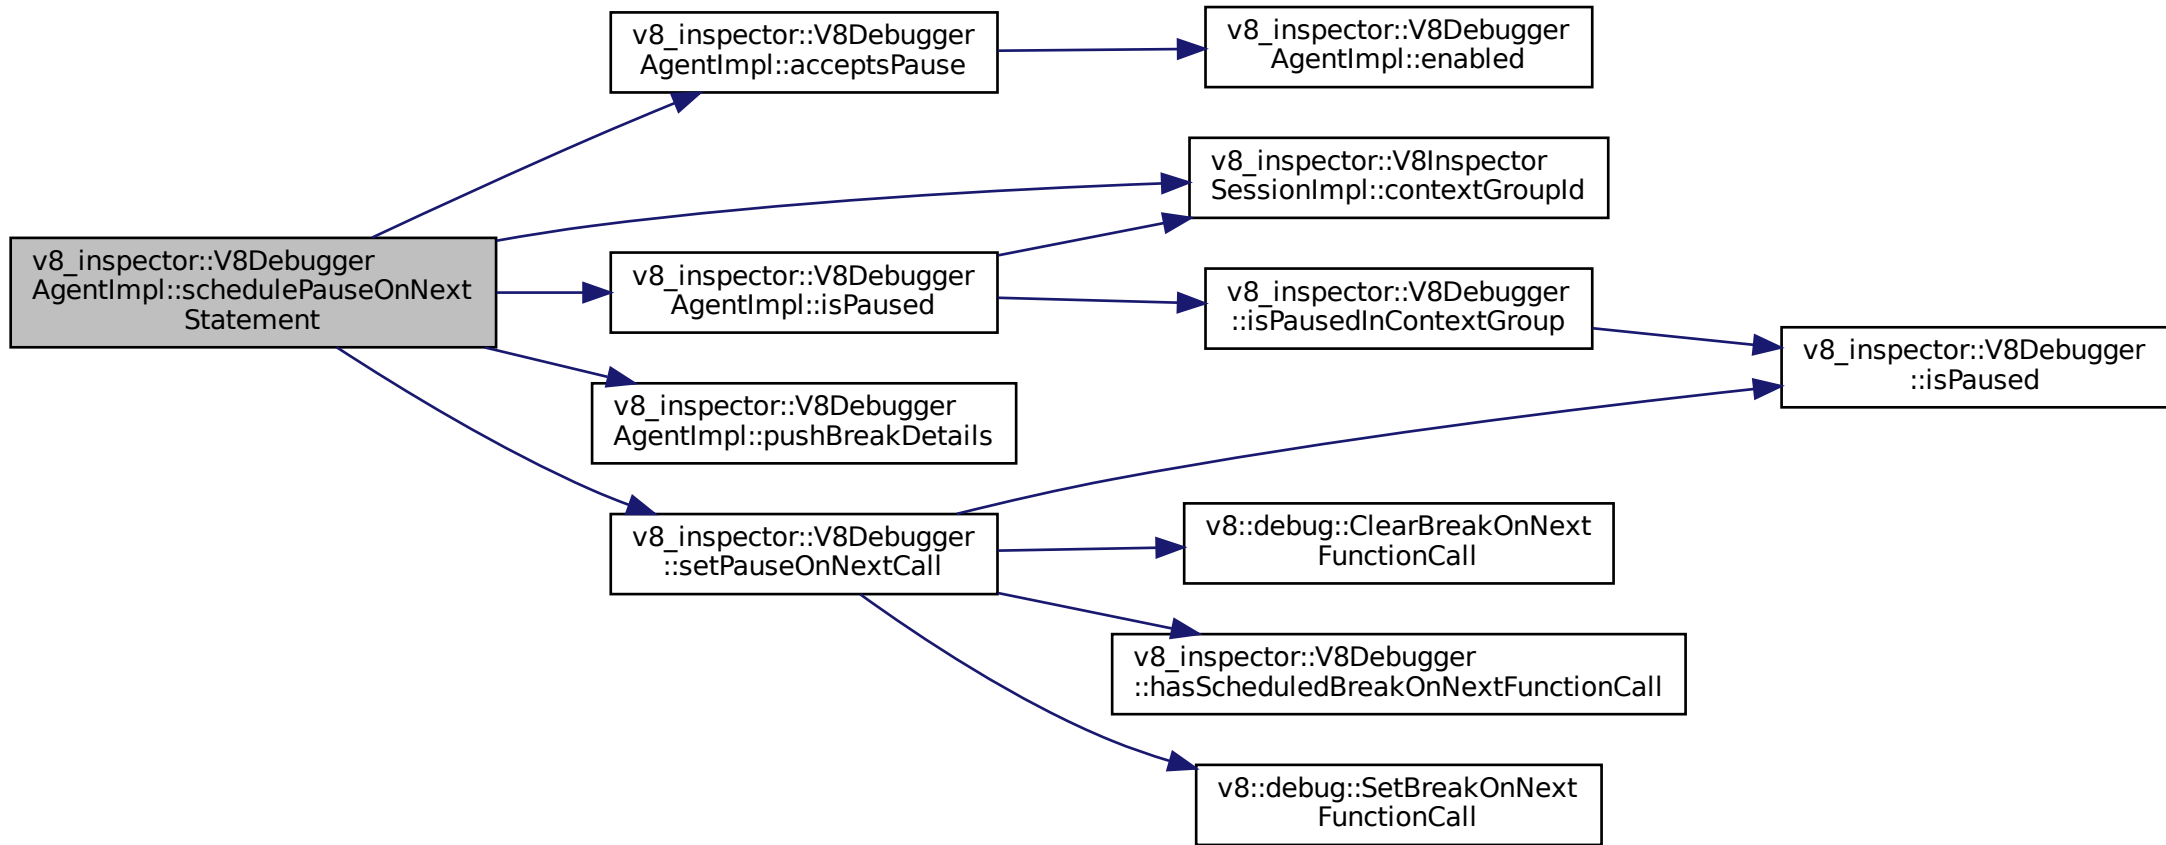 v8_inspector::V8Debugger
AgentImpl::schedulePauseOnNext
Statement
v8_inspector::V8Debugger
AgentImpl::acceptsPause
v8_inspector::V8Debugger
AgentImpl::enabled
v8_inspector::V8Inspector
SessionImpl::contextGroupId
v8_inspector::V8Debugger
AgentImpl::isPaused
v8_inspector::V8Debugger
::isPausedInContextGroup
v8_inspector::V8Debugger
::isPaused
v8_inspector::V8Debugger
AgentImpl::pushBreakDetails
v8_inspector::V8Debugger
::setPauseOnNextCall
v8::debug::ClearBreakOnNext
FunctionCall
v8_inspector::V8Debugger
::hasScheduledBreakOnNextFunctionCall
v8::debug::SetBreakOnNext
FunctionCall